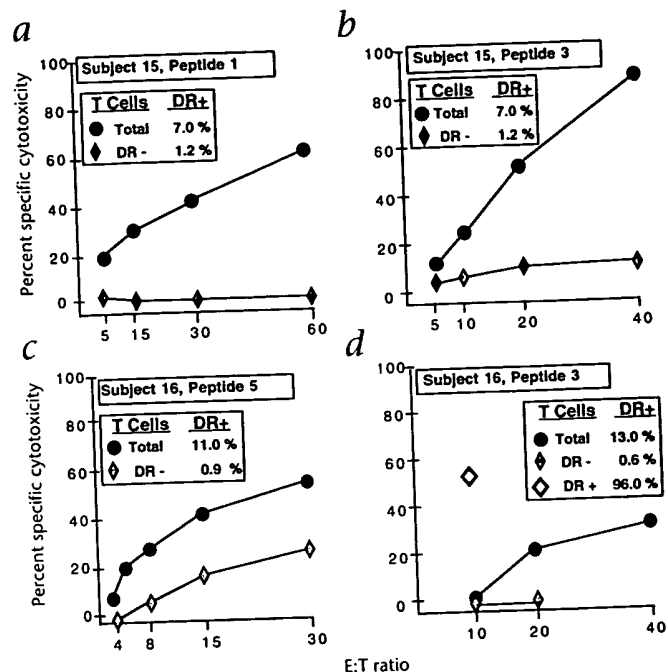 a
Percent specific cytotoxicity
100
80
60
40
20
0
Subject 15, Peptide 1
T Cells DR+
Total 7.0 %
DR - 1.2 %
5 15 30 60
b
100
80
60
40
20
0
Subject 15, Peptide 3
T Cells DR+
Total 7.0 %
DR - 1.2 %
5 10 20 40
c
Percent specific cytotoxicity
100
80
60
40
20
0
Subject 16, Peptide 5
T Cells DR+
Total 11.0 %
DR - 0.9 %
4 8 15 30
d
100
80
60
40
20
0
Subject 16, Peptide 3
T Cells DR+
Total 13.0 %
DR - 0.6 %
DR + 96.0 %
10 20 40
E:T ratio